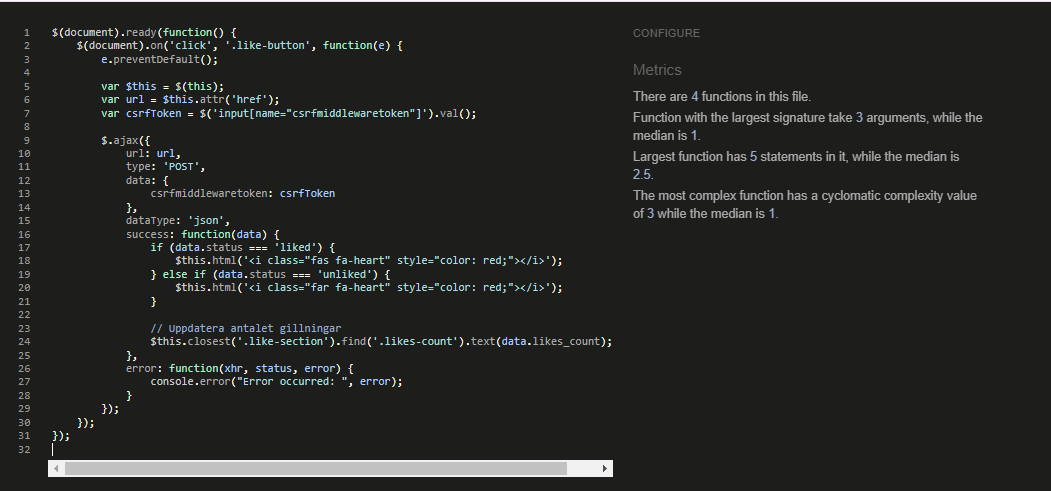 1 $(document).ready(function() {
2 $(document).on('click', '.like-button', function(e) {
3 e.preventDefault();
4
5 var $this = $(this);
6 var url = $this.attr('href');
7 var csrfToken = $('input[name="csrfmiddlewaretoken"]').val();
8
9 $.ajax({
10 url: url,
11 type: 'POST',
12 data: {
13 csrfmiddlewaretoken: csrfToken
14 },
15 dataType: 'json',
16 success: function(data) {
17 if (data.status === 'liked') {
18 $this.html('<i class="fas fa-heart" style="color: red;"></i>');
19 } else if (data.status === 'unliked') {
20 $this.html('<i class="far fa-heart" style="color: red;"></i>');
21 }
22
23 // Uppdatera antalet gillningar
24 $this.closest('.like-section').find('.likes-count').text(data.likes_count);
25 },
26 error: function(xhr, status, error) {
27 console.error("Error occurred: ", error);
28 }
29 });
30 });
31 });
32
CONFIGURE
Metrics
There are 4 functions in this file.
Function with the largest signature take 3 arguments, while the
median is 1.
Largest function has 5 statements in it, while the median is
2.5.
The most complex function has a cyclomatic complexity value
of 3 while the median is 1.